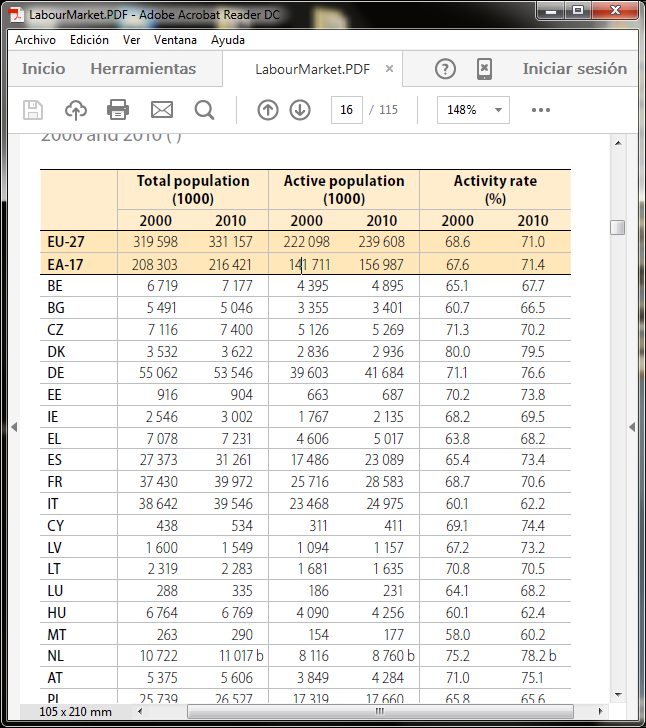 LabourMarket.PDF - Adobe Acrobat Reader DC
Archivo Edición Ver Ventana Ayuda
Inicio Herramientas LabourMarket.PDF × ? Iniciar sesión
16 / 115 148%
2000 and 2010 (1)
Total population Active population Activity rate
(1000) (1000) (%)
2000 2010 2000 2010 2000 2010
EU-27 319 598 331 157 222 098 239 608 68.6 71.0
EA-17 208 303 216 421 141 711 156 987 67.6 71.4
BE 6 719 7 177 4 395 4 895 65.1 67.7
BG 5 491 5 046 3 355 3 401 60.7 66.5
CZ 7 116 7 400 5 126 5 269 71.3 70.2
DK 3 532 3 622 2 836 2 936 80.0 79.5
DE 55 062 53 546 39 603 41 684 71.1 76.6
EE 916 904 663 687 70.2 73.8
IE 2 546 3 002 1 767 2 135 68.2 69.5
EL 7 078 7 231 4 606 5 017 63.8 68.2
ES 27 373 31 261 17 486 23 089 65.4 73.4
FR 37 430 39 972 25 716 28 583 68.7 70.6
IT 38 642 39 546 23 468 24 975 60.1 62.2
CY 438 534 311 411 69.1 74.4
LV 1 600 1 549 1 094 1 157 67.2 73.2
LT 2 319 2 283 1 681 1 635 70.8 70.5
LU 288 335 186 231 64.1 68.2
HU 6 764 6 769 4 090 4 256 60.1 62.4
MT 263 290 154 177 58.0 60.2
NL 10 722 11 017 b 8 116 8 760 b 75.2 78.2 b
AT 5 375 5 606 3 849 4 284 71.0 75.1
PL 25 739 26 527 17 319 17 660 65.8 65.6
105 x 210 mm